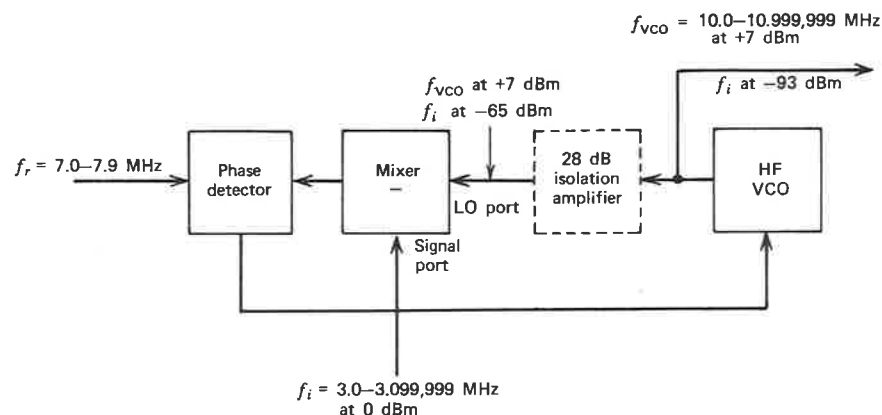 f_VCO = 10.0–10.999,999 MHz
at +7 dBm
f_i at –93 dBm
f_VCO at +7 dBm
f_i at –65 dBm
f_r = 7.0–7.9 MHz
Phase
detector
Mixer
–
LO port
28 dB
isolation
amplifier
HF
VCO
Signal
port
f_i = 3.0–3.099,999 MHz
at 0 dBm